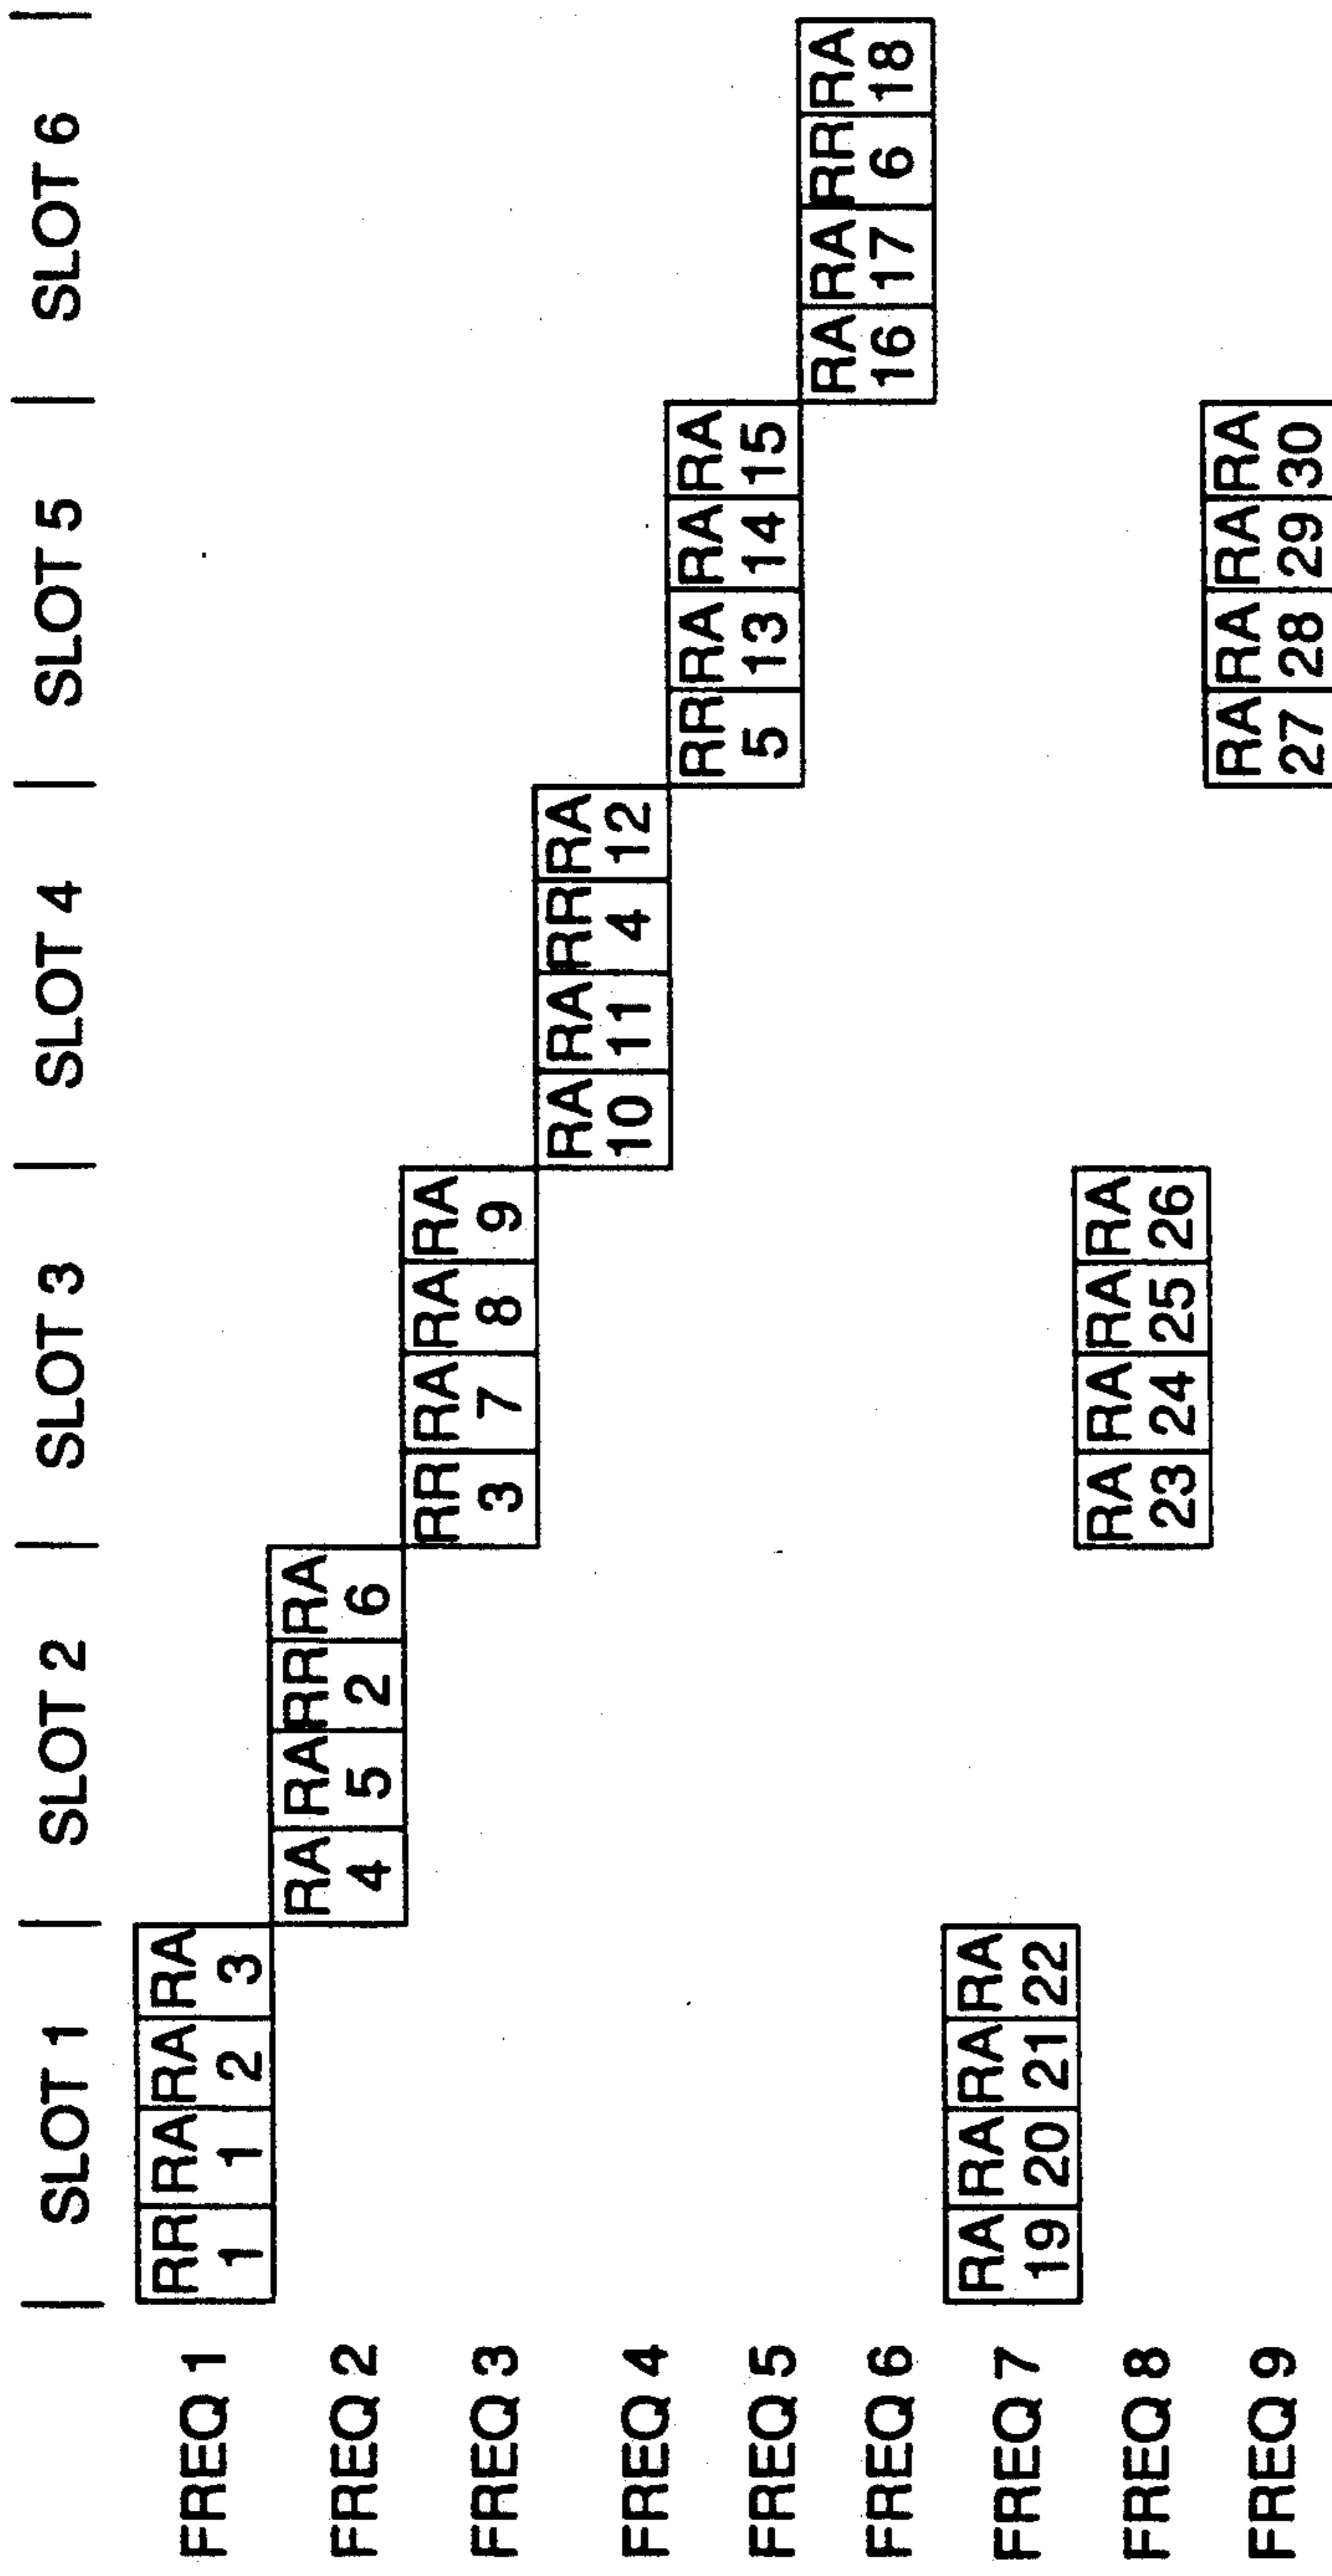 | SLOT 1 | SLOT 2 | SLOT 3 | SLOT 4 | SLOT 5 | SLOT 6 |
FREQ 1 RR RA RA RA
1 1 2 3
FREQ 2 RA RA RR RA
4 5 2 6
FREQ 3 RR RA RA RA
3 7 8 9
FREQ 4 RA RA RR RA
10 11 4 12
FREQ 5 RR RA RA RA
5 13 14 15
FREQ 6 RA RA RR RA
16 17 6 18
FREQ 7 RA RA RA RA
19 20 21 22
FREQ 8 RA RA RA RA
23 24 25 26
FREQ 9 RA RA RA RA
27 28 29 30